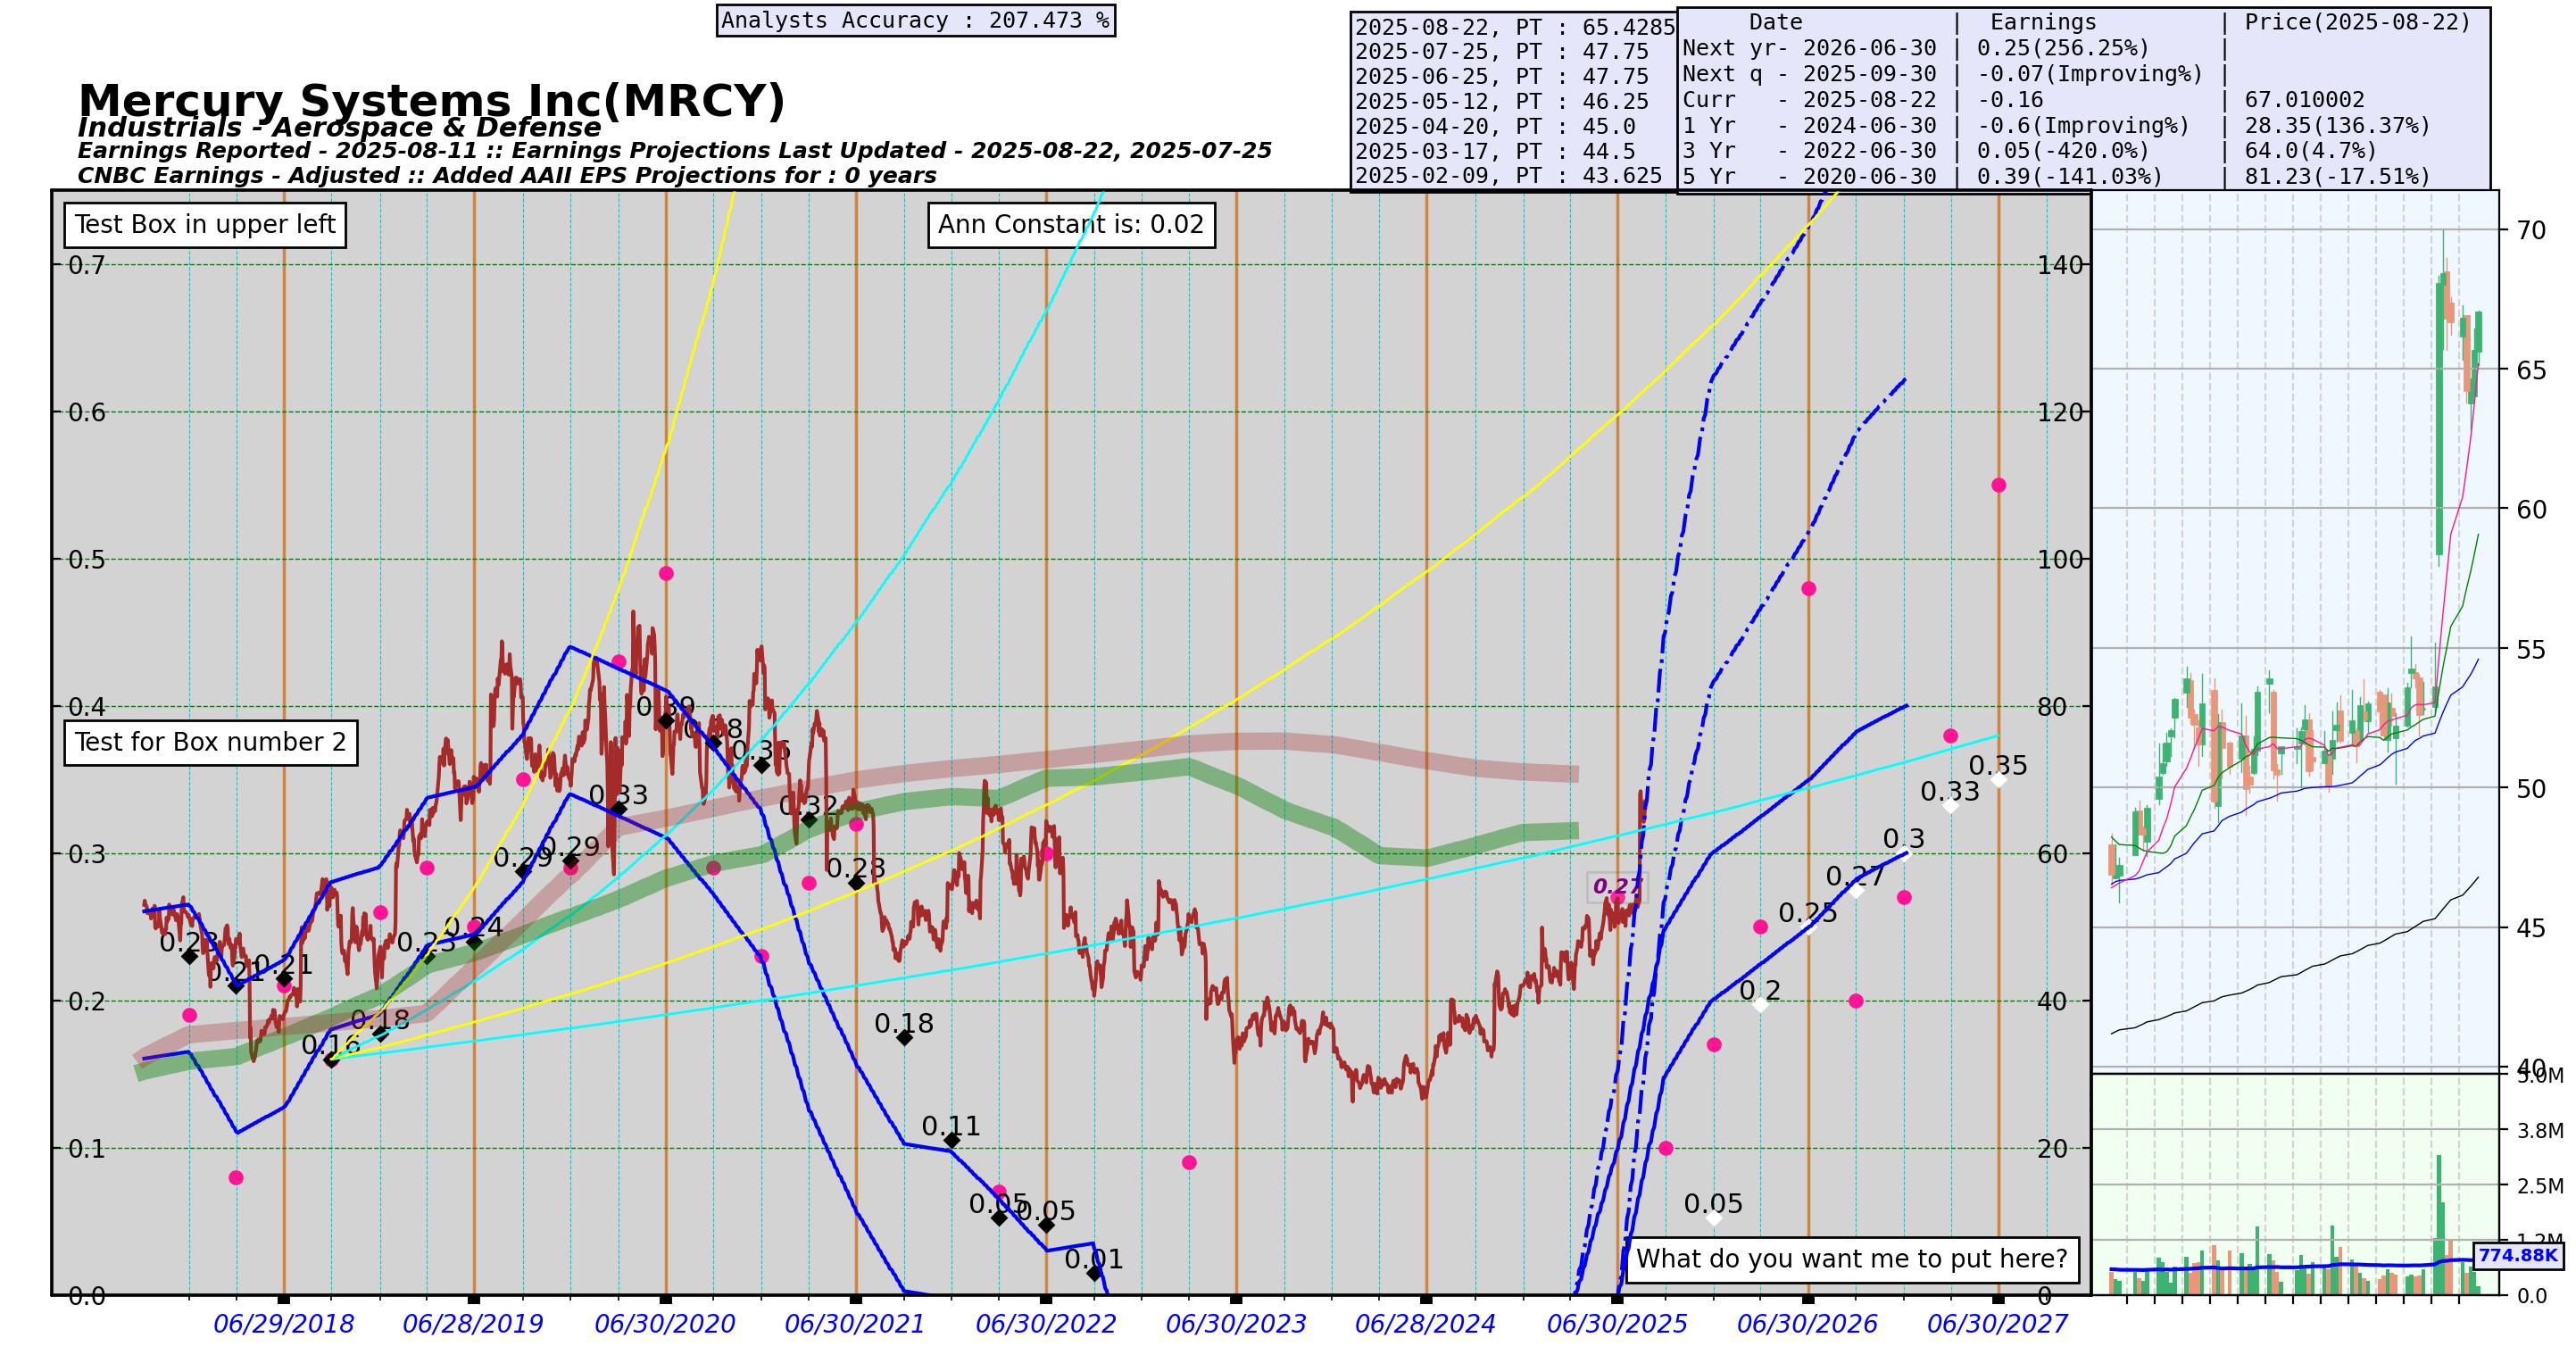 Analysts Accuracy : 207.473 %
2025-08-22, PT : 65.4285
2025-07-25, PT : 47.75
2025-06-25, PT : 47.75
2025-05-12, PT : 46.25
2025-04-20, PT : 45.0
2025-03-17, PT : 44.5
2025-02-09, PT : 43.625
Date | Earnings | Price(2025-08-22)
Next yr- 2026-06-30 | 0.25(256.25%) |
Next q - 2025-09-30 | -0.07(Improving%) |
Curr - 2025-08-22 | -0.16 | 67.010002
1 Yr - 2024-06-30 | -0.6(Improving%) | 28.35(136.37%)
3 Yr - 2022-06-30 | 0.05(-420.0%) | 64.0(4.7%)
5 Yr - 2020-06-30 | 0.39(-141.03%) | 81.23(-17.51%)
Mercury Systems Inc(MRCY)
Industrials - Aerospace & Defense
Earnings Reported - 2025-08-11 :: Earnings Projections Last Updated - 2025-08-22, 2025-07-25
CNBC Earnings - Adjusted :: Added AAII EPS Projections for : 0 years
Test Box in upper left
Ann Constant is: 0.02
Test for Box number 2
What do you want me to put here?
0.7
0.6
0.5
0.4
0.3
0.2
0.1
0.0
0.23
0.21
0.21
0.16
0.18
0.23
0.24
0.29
0.29
0.33
0.39
0.38
0.36
0.32
0.28
0.18
0.11
0.05
0.05
0.01
0.27
0.05
0.2
0.25
0.27
0.3
0.33
0.35
140
120
100
80
60
40
20
0
70
65
60
55
50
45
40
5.0M
3.8M
2.5M
1.2M
774.88K
0.0
06/29/2018
06/28/2019
06/30/2020
06/30/2021
06/30/2022
06/30/2023
06/28/2024
06/30/2025
06/30/2026
06/30/2027